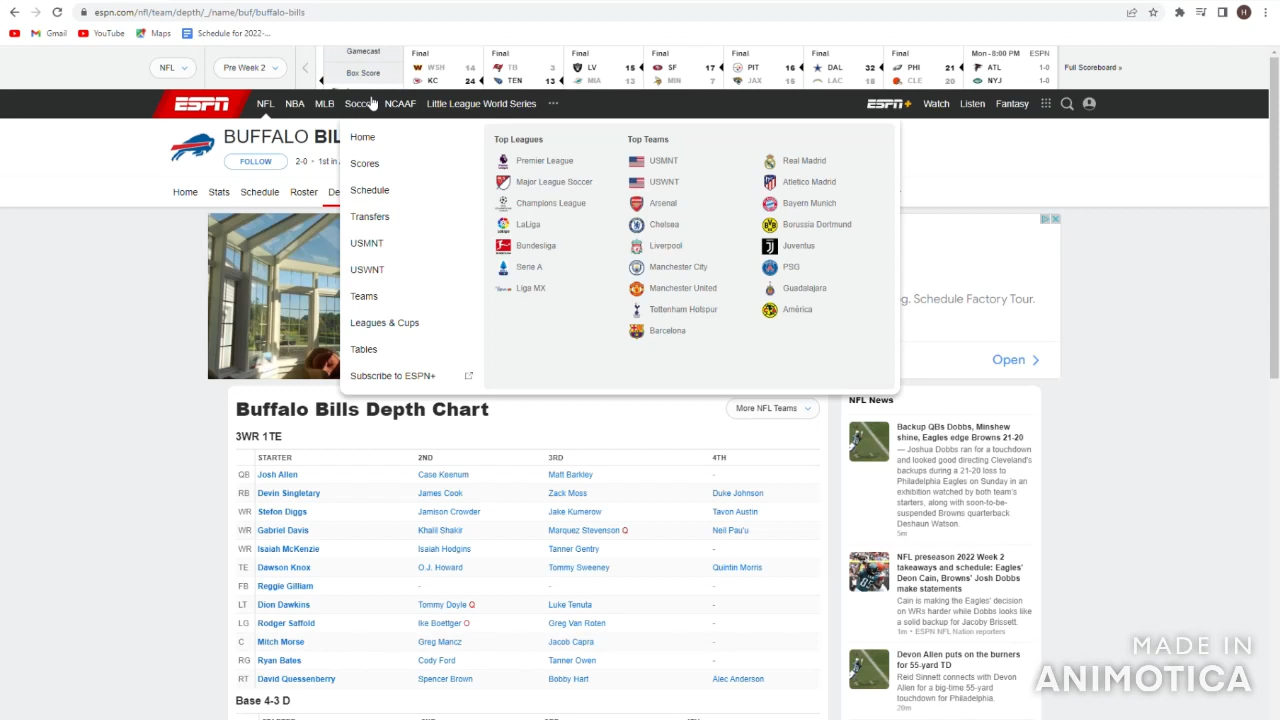 espn.com/nfl/team/depth/_/name/buf/buffalo-bills
H
Gmail
YouTube
Maps
Schedule for 2022-...
NFL
Pre Week 2
Gamecast
Box Score
Final
WSH 14
KC 24
Final
TB 3
TEN 13
Final
LV 15
MIA 13
Final
SF 17
MIN 7
Final
PIT 16
JAX 15
Final
DAL 32
LAC 18
Final
PHI 21
CLE 20
Mon - 8:00 PM ESPN
ATL 1-0
NYJ 1-0
Full Scoreboard »
ESPN
NFL
NBA
MLB
Soccer
NCAAF
Little League World Series
...
ESPN+
Watch
Listen
Fantasy
BUFFALO
FOLLOW
2-0 • 1st in
Home
Stats
Schedule
Roster
Home
Scores
Schedule
Transfers
USMNT
USWNT
Teams
Leagues & Cups
Tables
Subscribe to ESPN+
Top Leagues
Premier League
Major League Soccer
Champions League
LaLiga
Bundesliga
Serie A
Liga MX
Top Teams
USMNT
USWNT
Arsenal
Chelsea
Liverpool
Manchester City
Manchester United
Tottenham Hotspur
Barcelona
Real Madrid
Atletico Madrid
Bayern Munich
Borussia Dortmund
Juventus
PSG
Guadalajara
América
g. Schedule Factory Tour.
Open
Buffalo Bills Depth Chart
More NFL Teams
3WR 1TE
STARTER 2ND 3RD 4TH
QB Josh Allen Case Keenum Matt Barkley -
RB Devin Singletary James Cook Zack Moss Duke Johnson
WR Stefon Diggs Jamison Crowder Jake Kumerow Tavon Austin
WR Gabriel Davis Khalil Shakir Marquez Stevenson Q Neil Pau'u
WR Isaiah McKenzie Isaiah Hodgins Tanner Gentry -
TE Dawson Knox O.J. Howard Tommy Sweeney Quintin Morris
FB Reggie Gilliam - - -
LT Dion Dawkins Tommy Doyle Q Luke Tenuta -
LG Rodger Saffold Ike Boettger O Greg Van Roten -
C Mitch Morse Greg Mancz Jacob Capra -
RG Ryan Bates Cody Ford Tanner Owen -
RT David Quessenberry Spencer Brown Bobby Hart Alec Anderson
Base 4-3 D
STARTER 2ND 3RD 4TH
NFL News
Backup QBs Dobbs, Minshew
shine, Eagles edge Browns 21-20
— Joshua Dobbs ran for a touchdown
and looked good directing Cleveland's
backups during a 21-20 loss to
Philadelphia Eagles on Sunday in an
exhibition watched by both team's
starters, along with soon-to-be-
suspended Browns quarterback
Deshaun Watson.
5m
NFL preseason 2022 Week 2
takeaways and schedule: Eagles'
Deon Cain, Browns' Josh Dobbs
make statements
Cain is making the Eagles' decision
on WRs harder while Dobbs looks like
a solid backup for Jacoby Brissett.
1m • ESPN NFL Nation reporters
Devon Allen puts on the burners
for 55-yard TD
Reid Sinnett connects with Devon
Allen for a big-time 55-yard
touchdown for Philadelphia.
20m
MADE IN
ANIMOTICA